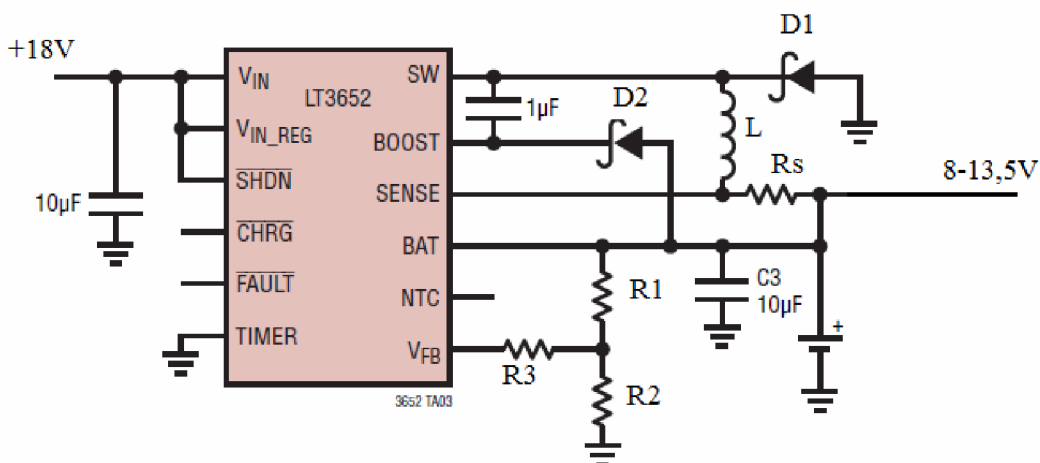 +18V
10µF
LT3652
VIN
VIN_REG
SHDN
CHRG
FAULT
TIMER
SW
BOOST
SENSE
BAT
NTC
VFB
3652 TA03
1µF
D2
D1
L
Rs
8-13,5V
R1
C3
10µF
+
R3
R2